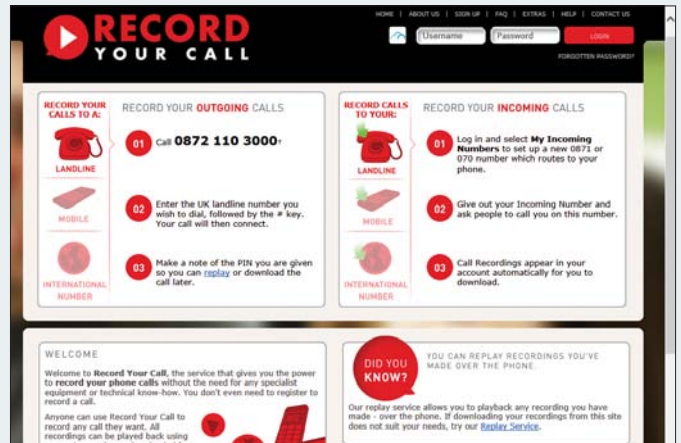 HOME | ABOUT US | SIGN UP | FAQ | EXTRAS | HELP | CONTACT US
RECORD
YOUR CALL
Username
Password
LOGIN
FORGOTTEN PASSWORD?
RECORD YOUR
CALLS TO A:
LANDLINE
MOBILE
INTERNATIONAL
NUMBER
RECORD YOUR OUTGOING CALLS
01
Call 0872 110 3000
02
Enter the UK landline number you
wish to dial, followed by the # key.
Your call will then connect.
03
Make a note of the PIN you are given
so you can replay or download the
call later.
RECORD CALLS
TO YOUR:
LANDLINE
MOBILE
INTERNATIONAL
NUMBER
RECORD YOUR INCOMING CALLS
01
Log in and select My Incoming
Numbers to set up a new 0871 or
070 number which routes to your
phone.
02
Give out your Incoming Number and
ask people to call you on this number.
03
Call Recordings appear in your
account automatically for you to
download.
WELCOME
Welcome to Record Your Call, the service that gives you the power
to record your phone calls without the need for any specialist
equipment or technical know-how. You don't even need to register to
record a call.
Anyone can use Record Your Call to
record any call they want. All
recordings can be played back using
DID YOU
KNOW?
YOU CAN REPLAY RECORDINGS YOU'VE
MADE OVER THE PHONE.
Our replay service allows you to playback any recording you have
made - over the phone. If downloading your recordings from this site
does not suit your needs, try our Replay Service.